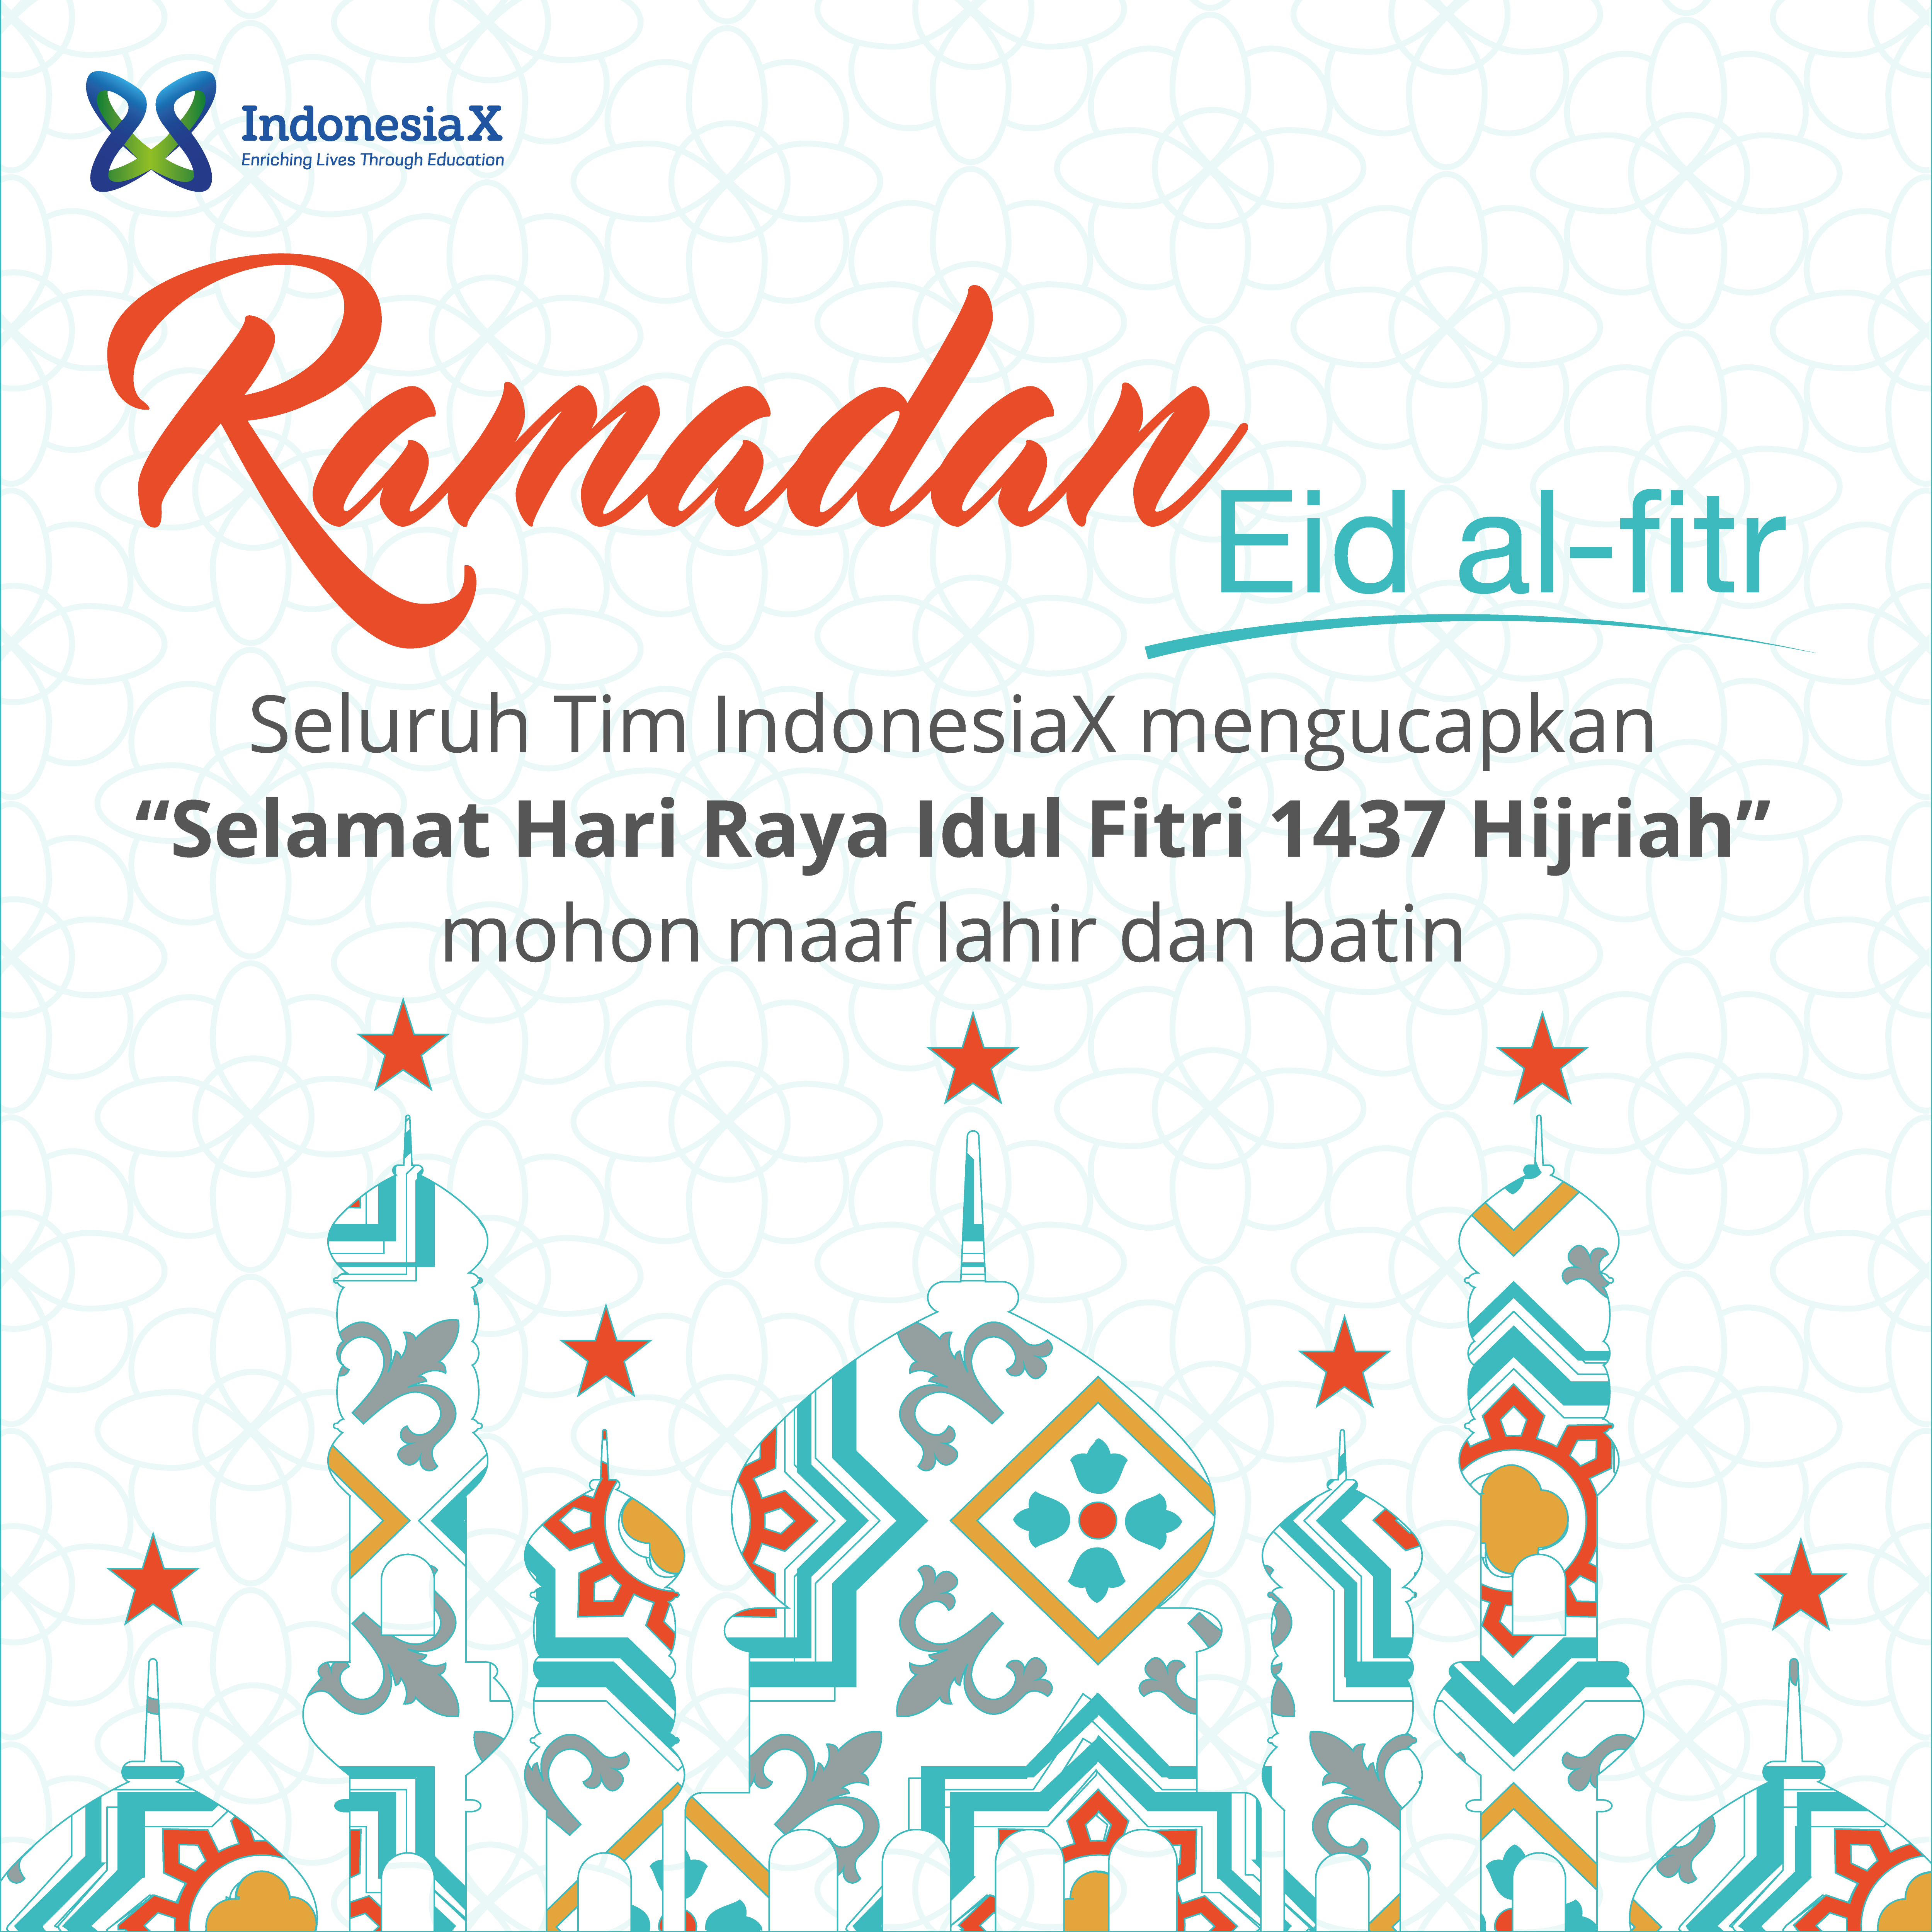 IndonesiaX
Enriching Lives Through Education
Ramadan
Eid al-fitr
Seluruh Tim IndonesiaX mengucapkan
“Selamat Hari Raya Idul Fitri 1437 Hijriah”
mohon maaf lahir dan batin